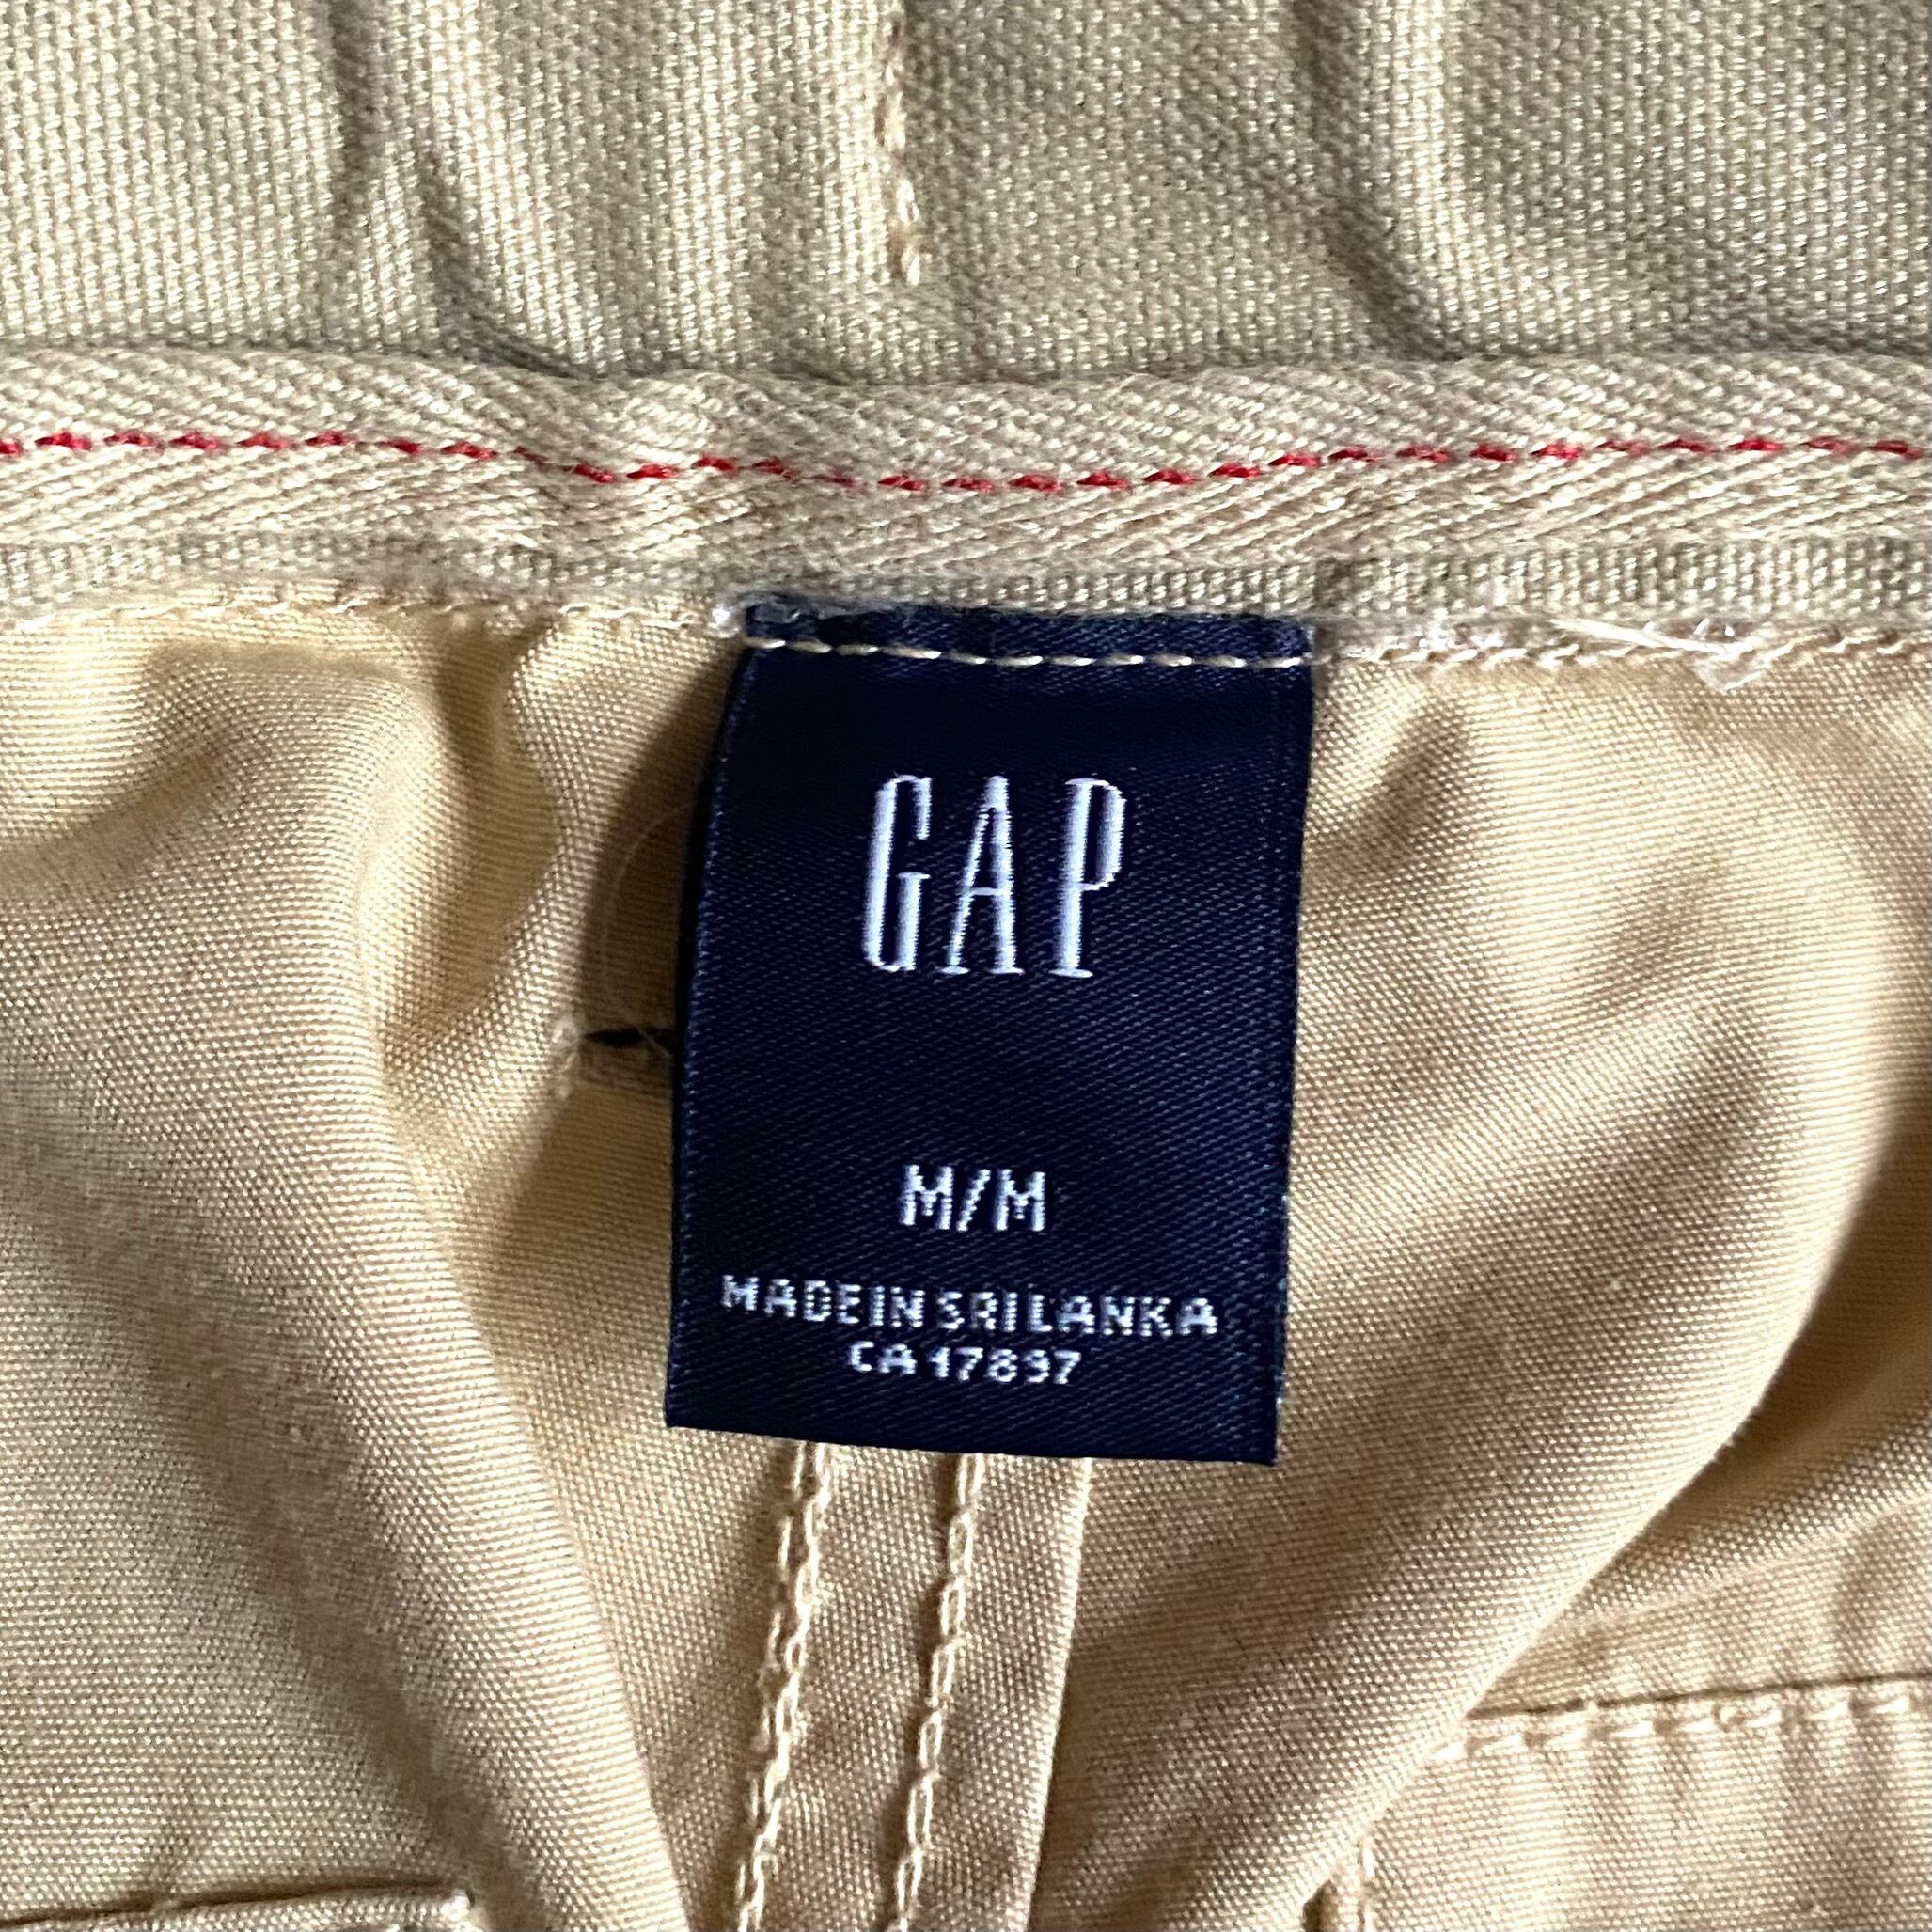 GAP
M/M
MADE IN SRI LANKA
CA 17897